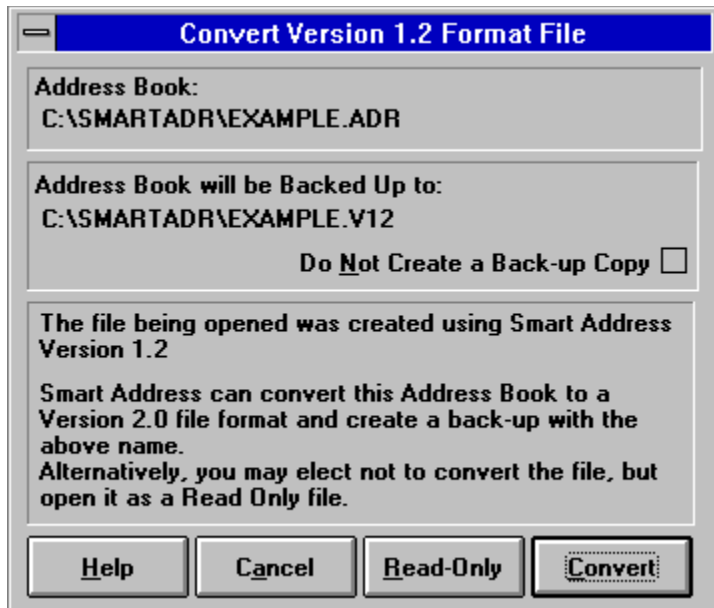 Convert Version 1.2 Format File
Address Book:
C:\SMARTADR\EXAMPLE.ADR
Address Book will be Backed Up to:
C:\SMARTADR\EXAMPLE.V12
Do Not Create a Back-up Copy
The file being opened was created using Smart Address
Version 1.2
Smart Address can convert this Address Book to a
Version 2.0 file format and create a back-up with the
above name.
Alternatively, you may elect not to convert the file, but
open it as a Read Only file.
Help Cancel Read-Only Convert